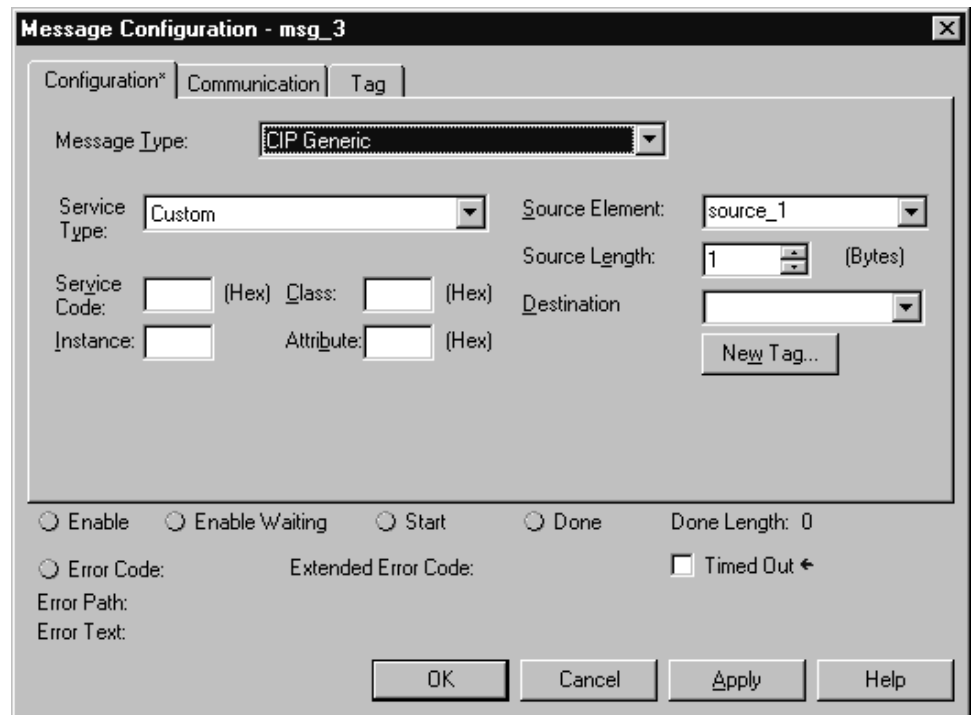 Message Configuration - msg_3
Configuration* Communication Tag
Message Type: CIP Generic
Service Type: Custom
Source Element: source_1
Source Length: 1 (Bytes)
Service Code: (Hex) Class: (Hex)
Destination
Instance: Attribute: (Hex)
New Tag...
Enable Enable Waiting Start Done Done Length: 0
Error Code: Extended Error Code: Timed Out ←
Error Path:
Error Text:
OK Cancel Apply Help